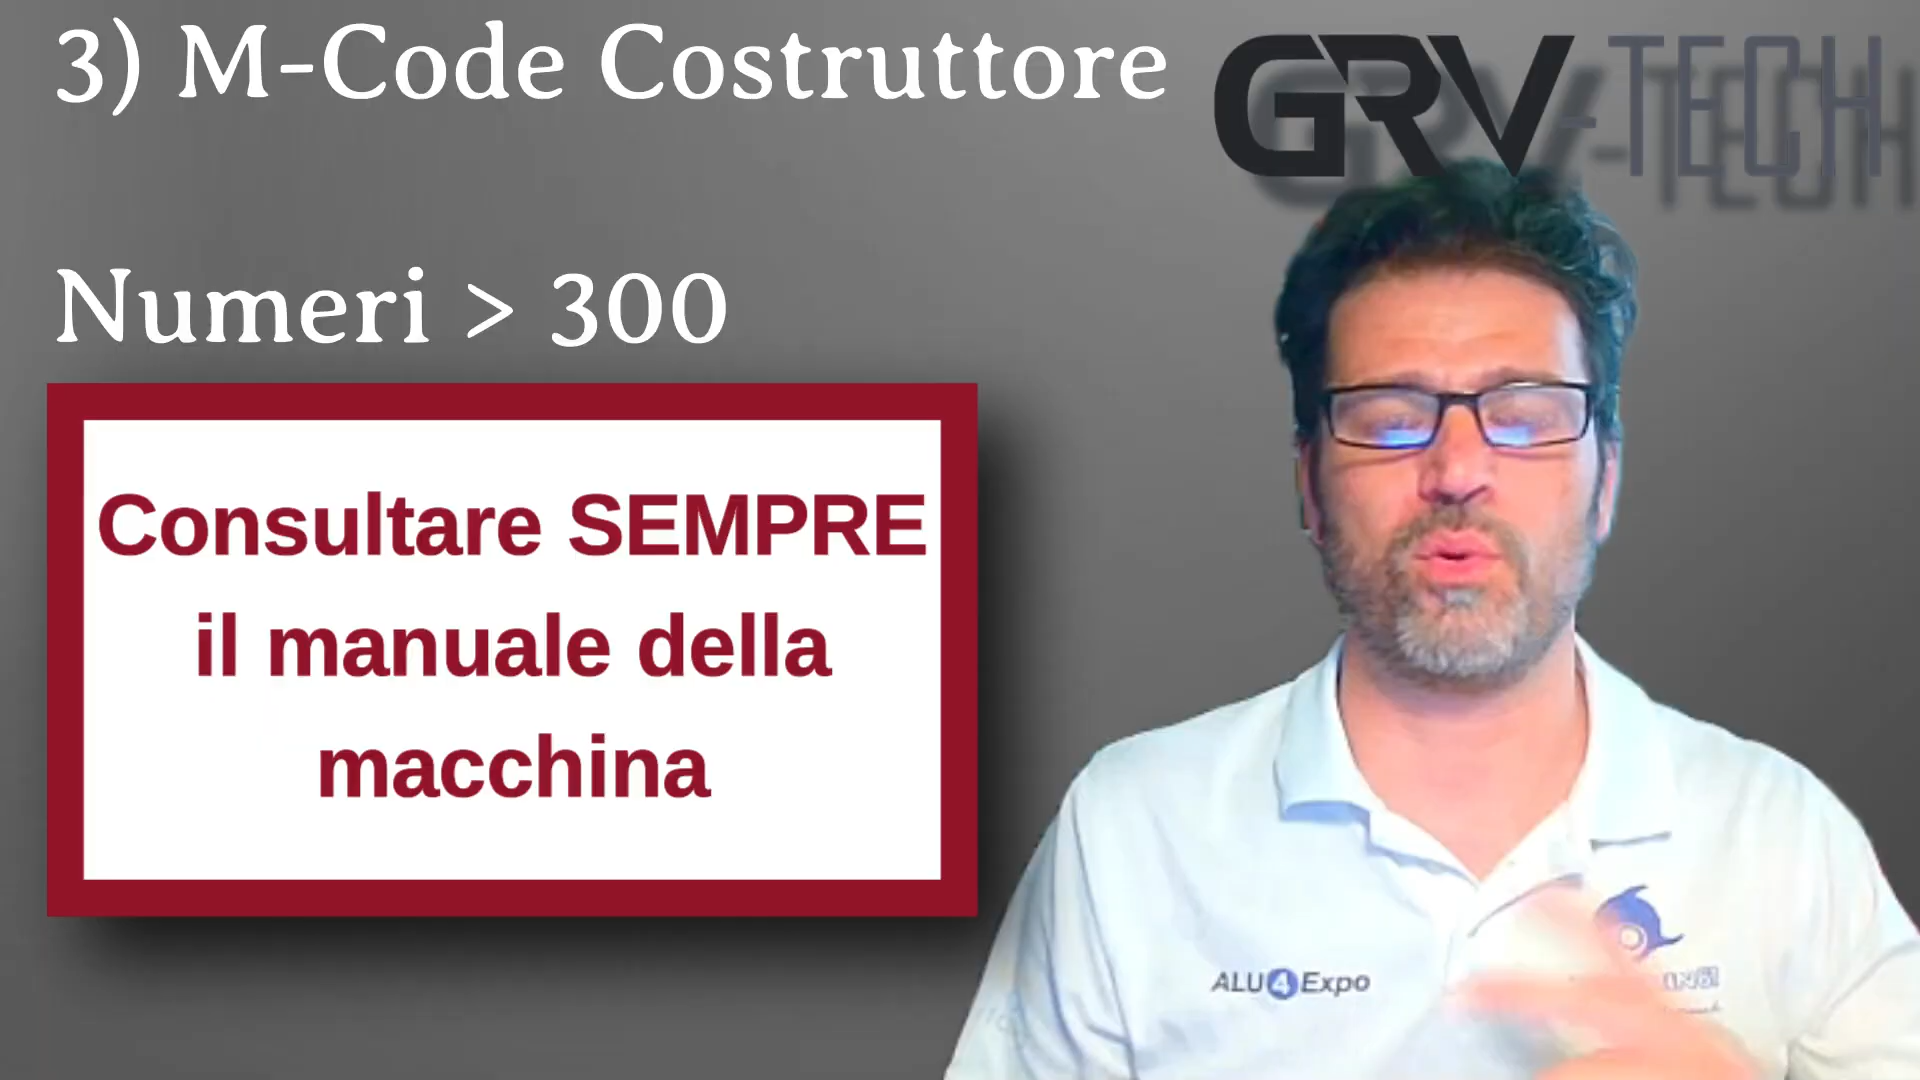 3) M-Code Costruttore
GRV-TECH
Numeri > 300
Consultare SEMPRE
il manuale della
macchina
ALU4Expo